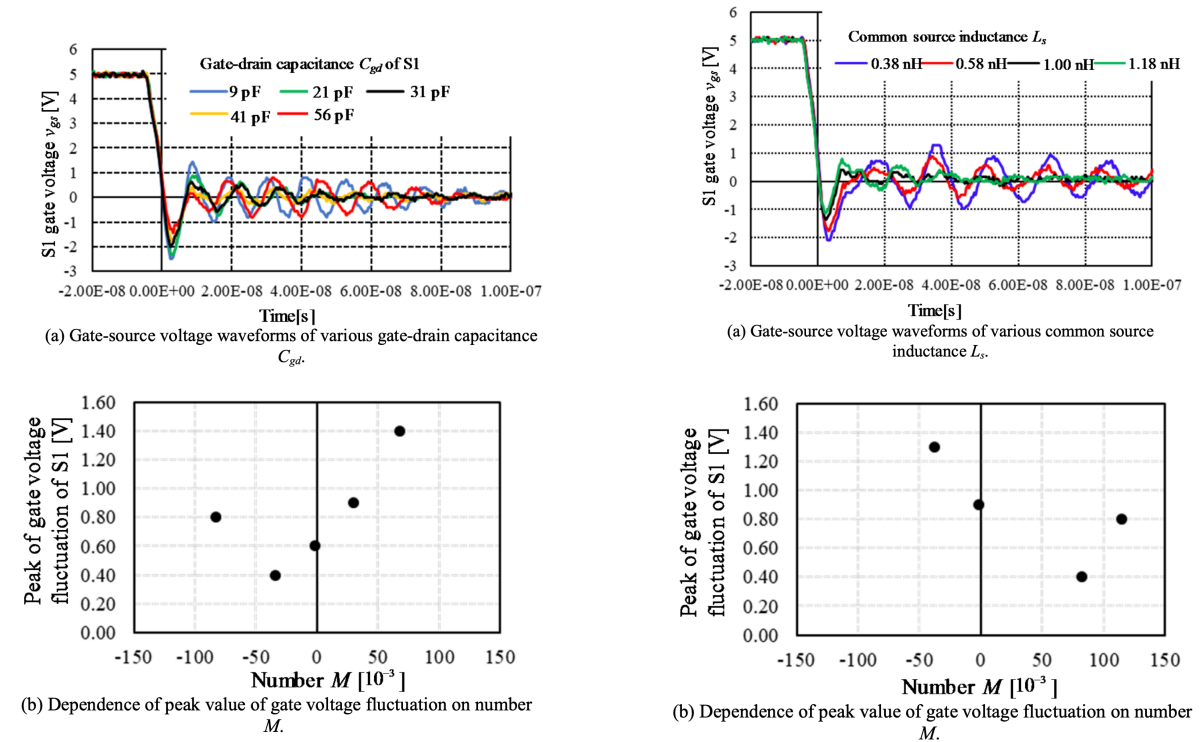 6
5
4
3
2
1
0
-1
-2
-3
S1 gate voltage vgs [V]
Gate-drain capacitance Cgd of S1
9 pF 21 pF 31 pF
41 pF 56 pF
-2.00E-08 0.00E+00 2.00E-08 4.00E-08 6.00E-08 8.00E-08 1.00E-07
Time[s]
(a) Gate-source voltage waveforms of various gate-drain capacitance
Cgd.
1.60
1.40
1.20
1.00
0.80
0.60
0.40
0.20
0.00
Peak of gate voltage
fluctuation of S1 [V]
-150 -100 -50 0 50 100 150
Number M [10⁻³]
(b) Dependence of peak value of gate voltage fluctuation on number
M.
6
5
4
3
2
1
0
-1
-2
-3
S1 gate voltage vgs [V]
Common source inductance Ls
0.38 nH 0.58 nH 1.00 nH 1.18 nH
-2.00E-08 0.00E+00 2.00E-08 4.00E-08 6.00E-08 8.00E-08 1.00E-07
Time[s]
(a) Gate-source voltage waveforms of various common source
inductance Ls.
1.60
1.40
1.20
1.00
0.80
0.60
0.40
0.20
0.00
Peak of gate voltage
fluctuation of S1 [V]
-150 -100 -50 0 50 100 150
Number M [10⁻³]
(b) Dependence of peak value of gate voltage fluctuation on number
M.